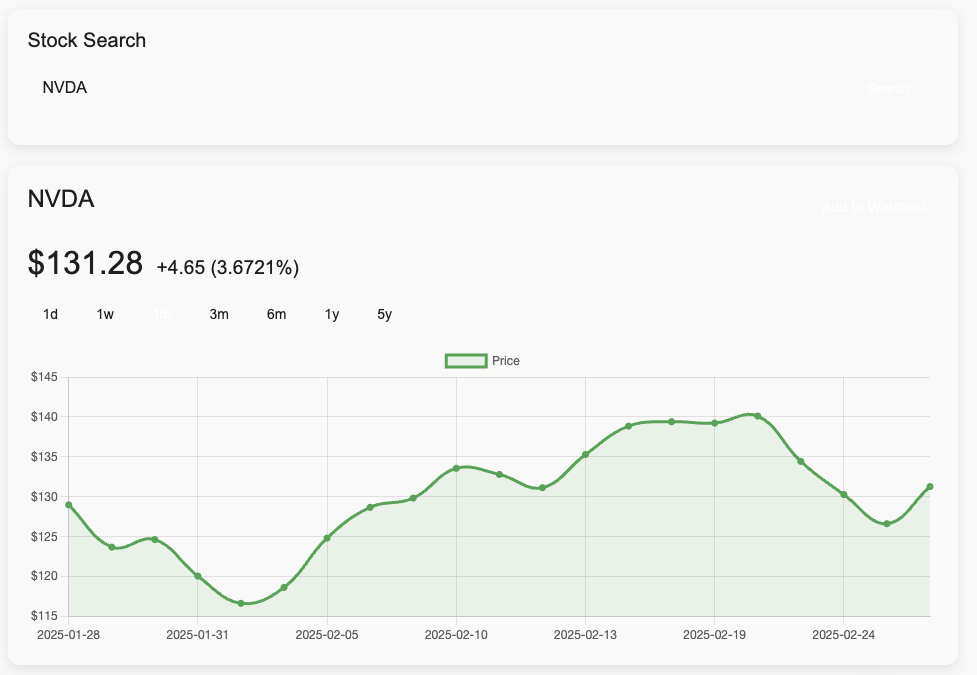 Stock Search
NVDA
Search
NVDA
Add to Watchlist
$131.28 +4.65 (3.6721%)
1d 1w 1m 3m 6m 1y 5y
Price
$145
$140
$135
$130
$125
$120
$115
2025-01-28 2025-01-31 2025-02-05 2025-02-10 2025-02-13 2025-02-19 2025-02-24